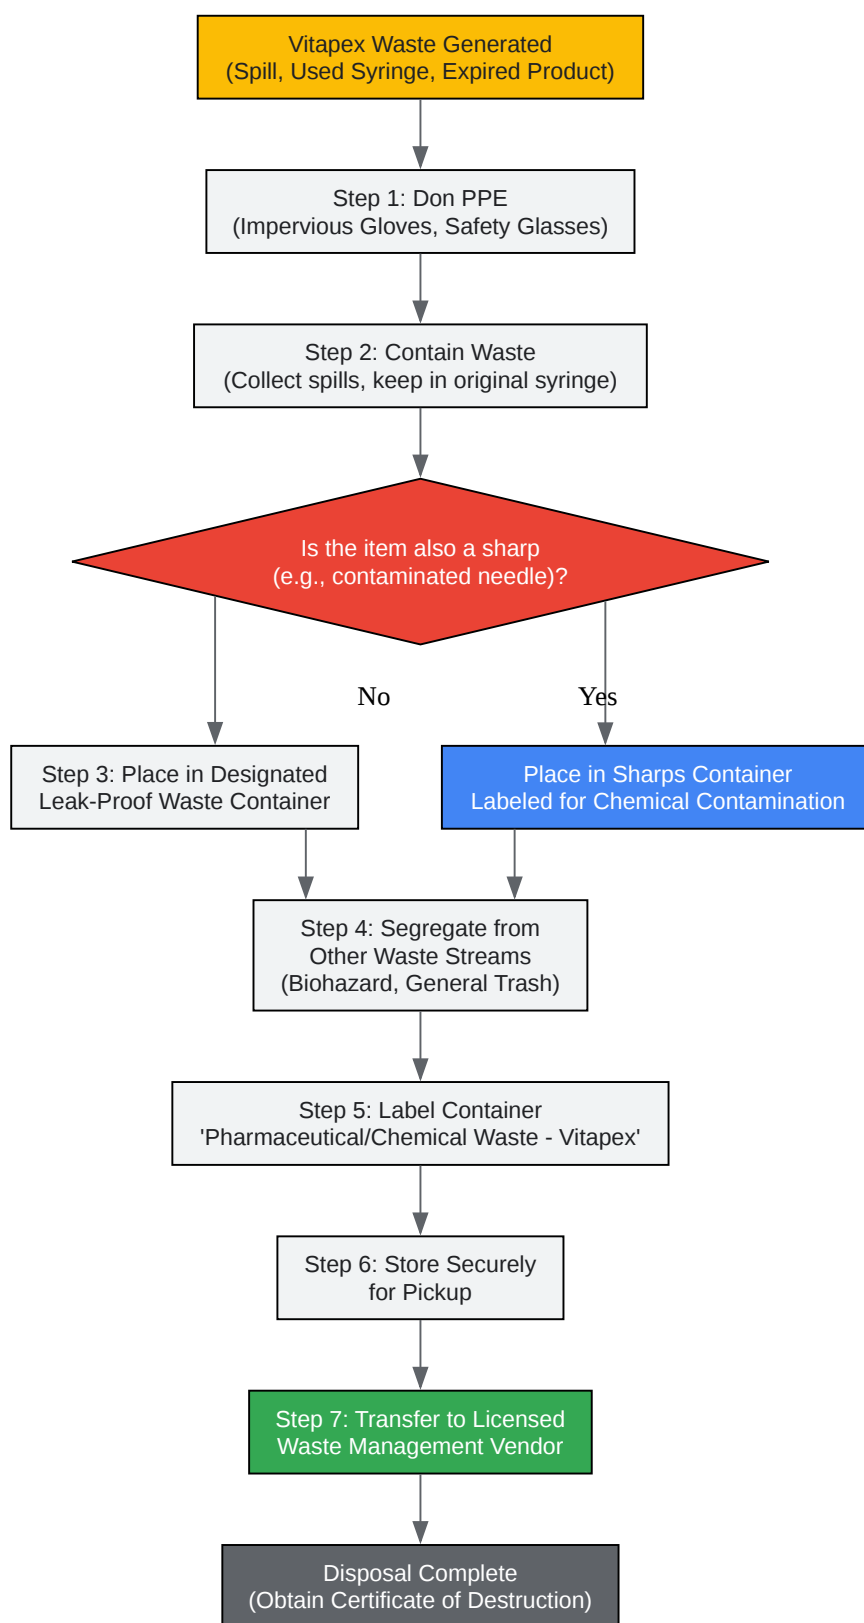 Vitapex Waste Generated
(Spill, Used Syringe, Expired Product)
Step 1: Don PPE
(Impervious Gloves, Safety Glasses)
Step 2: Contain Waste
(Collect spills, keep in original syringe)
Is the item also a sharp
(e.g., contaminated needle)?
No
Yes
Step 3: Place in Designated
Leak-Proof Waste Container
Place in Sharps Container
Labeled for Chemical Contamination
Step 4: Segregate from
Other Waste Streams
(Biohazard, General Trash)
Step 5: Label Container
'Pharmaceutical/Chemical Waste - Vitapex'
Step 6: Store Securely
for Pickup
Step 7: Transfer to Licensed
Waste Management Vendor
Disposal Complete
(Obtain Certificate of Destruction)